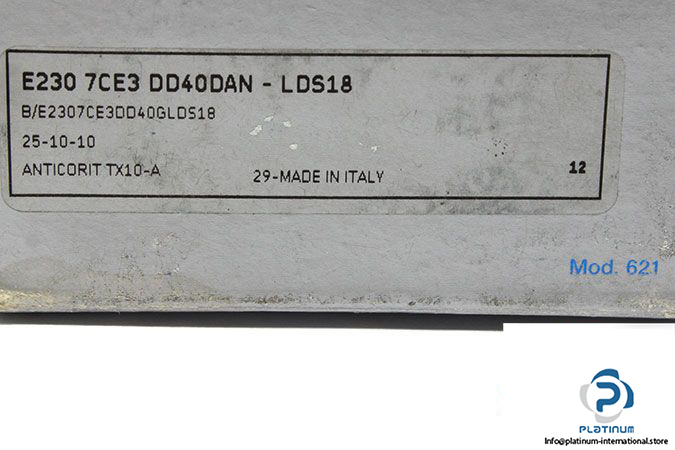 E230 7CE3 DD40DAN - LDS18
B/E2307CE3DD40GLDS18
25-10-10
ANTICORIT TX10-A
29-MADE IN ITALY
12
Mod. 621
PLATINUM
Info@platinum-international.store